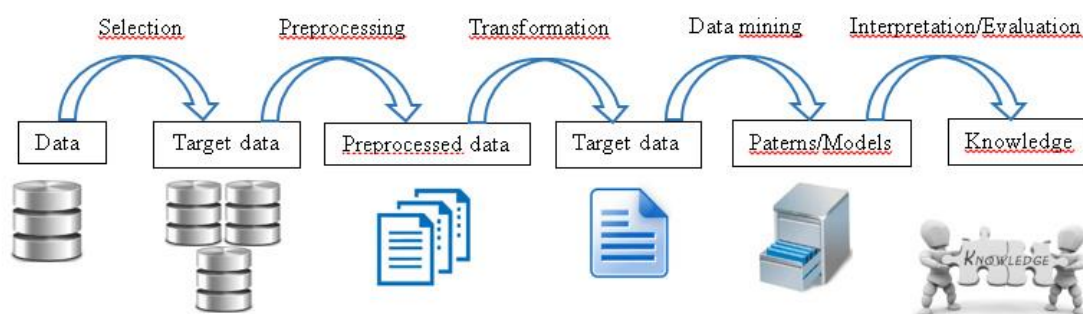 Selection Preprocessing Transformation Data mining Interpretation/Evaluation
Data Target data Preprocessed data Target data Paterns/Models Knowledge
KNOWLEDGE